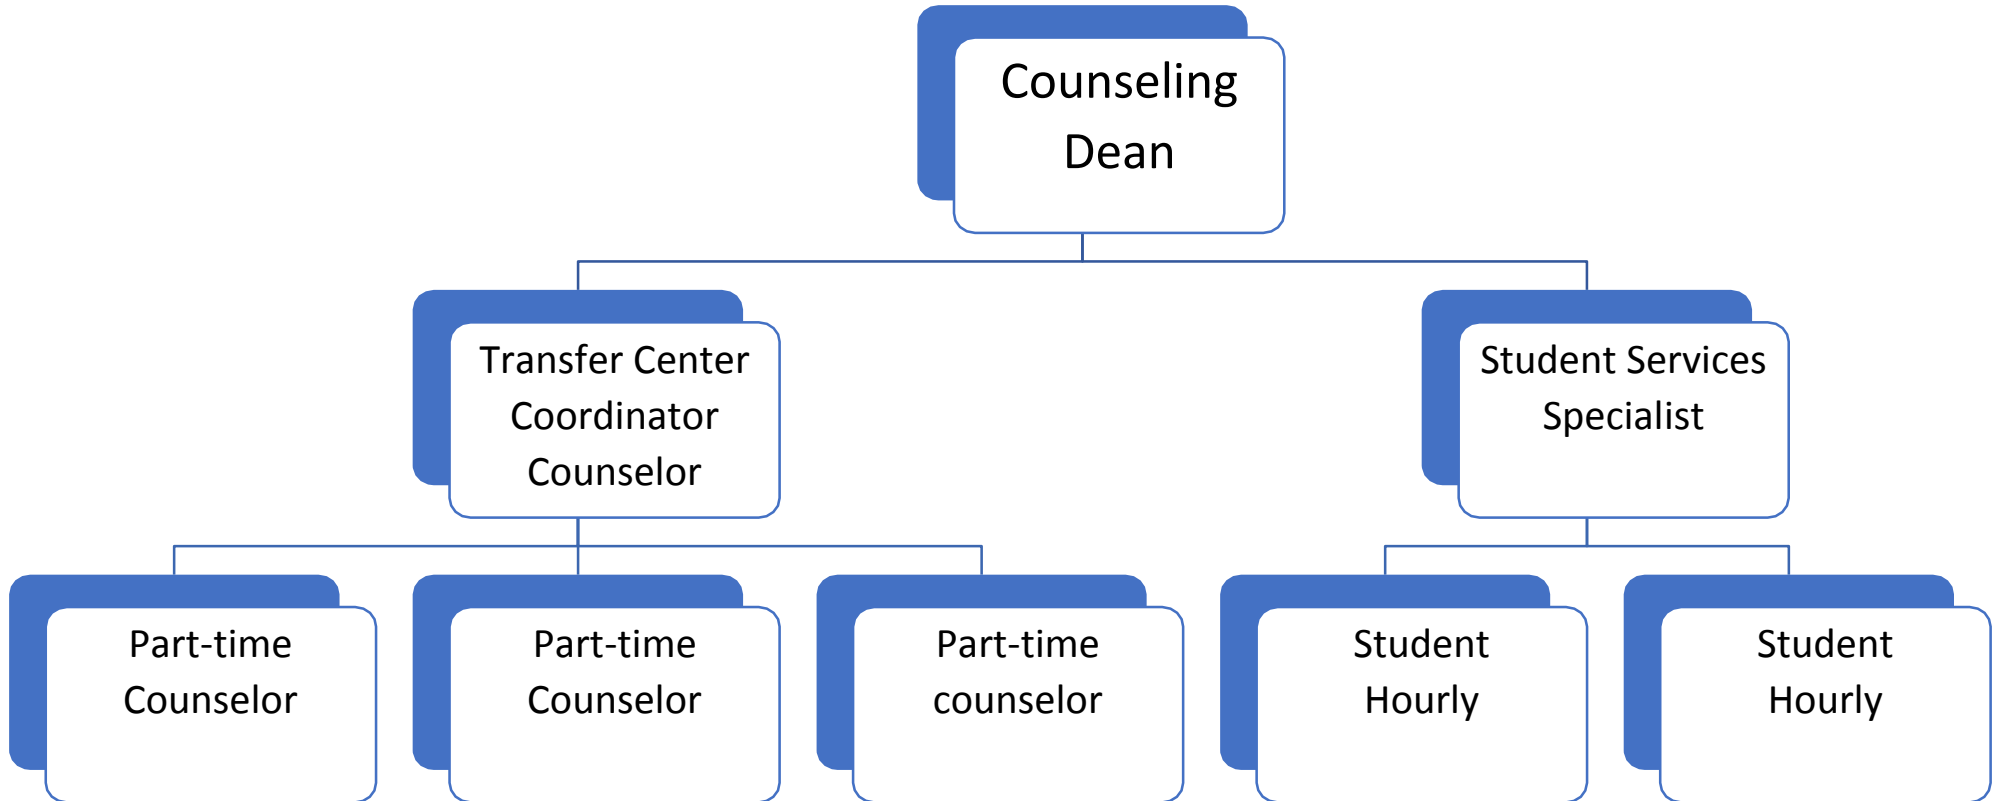 Counseling
Dean
Transfer Center
Coordinator
Counselor
Student Services
Specialist
Part-time
Counselor
Part-time
Counselor
Part-time
counselor
Student
Hourly
Student
Hourly